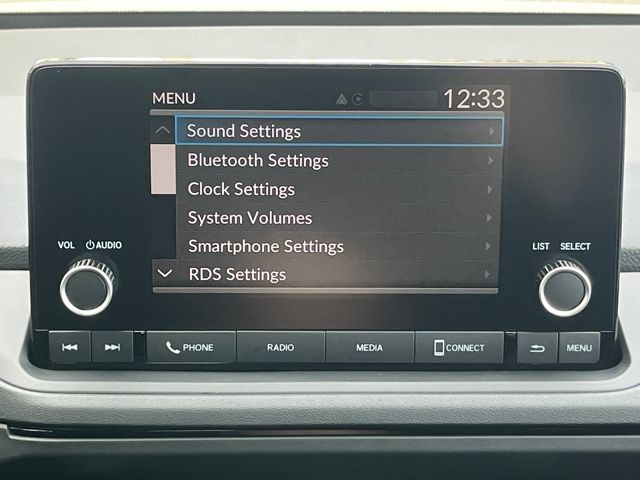 MENU 12:33
Sound Settings
Bluetooth Settings
Clock Settings
System Volumes
Smartphone Settings
RDS Settings
VOL AUDIO
LIST SELECT
PHONE RADIO MEDIA CONNECT MENU